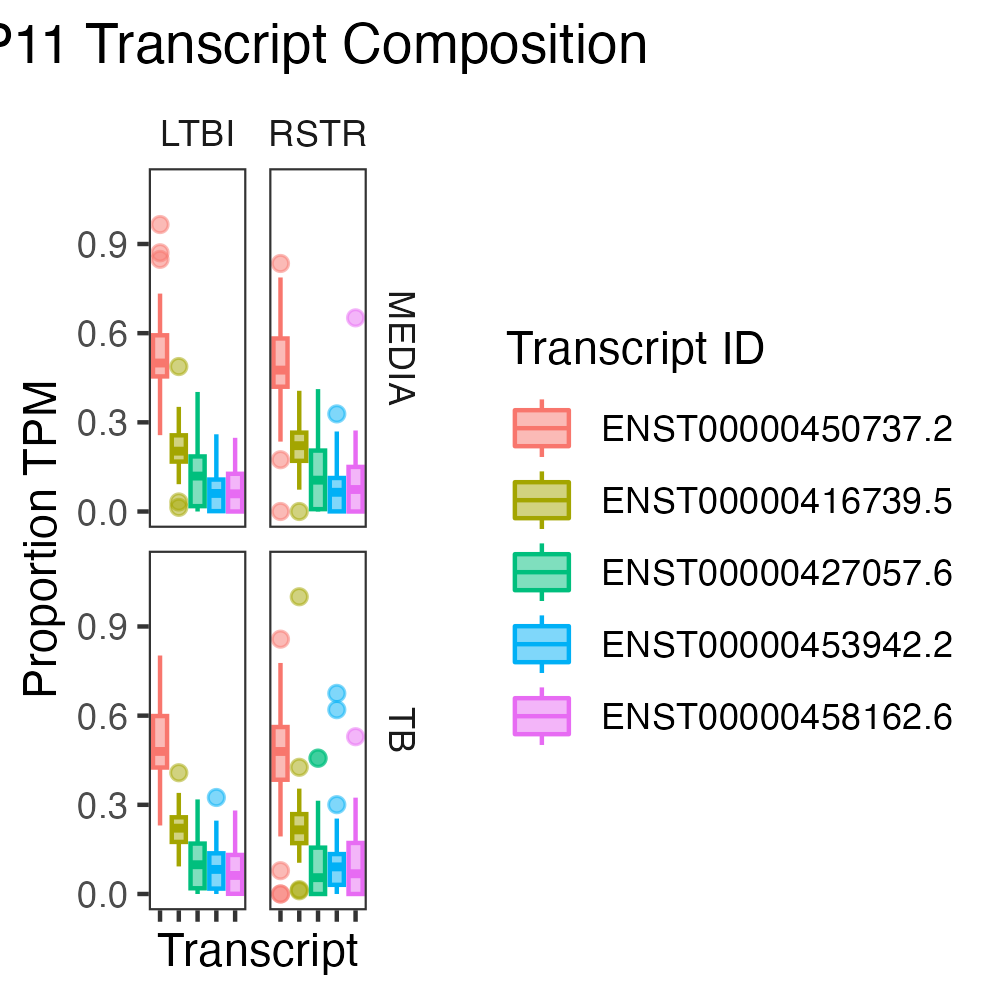 P11 Transcript Composition
LTBI RSTR
MEDIA
0.9
0.6
0.3
0.0
TB
0.9
0.6
0.3
0.0
Proportion TPM
Transcript
Transcript ID
ENST00000450737.2
ENST00000416739.5
ENST00000427057.6
ENST00000453942.2
ENST00000458162.6